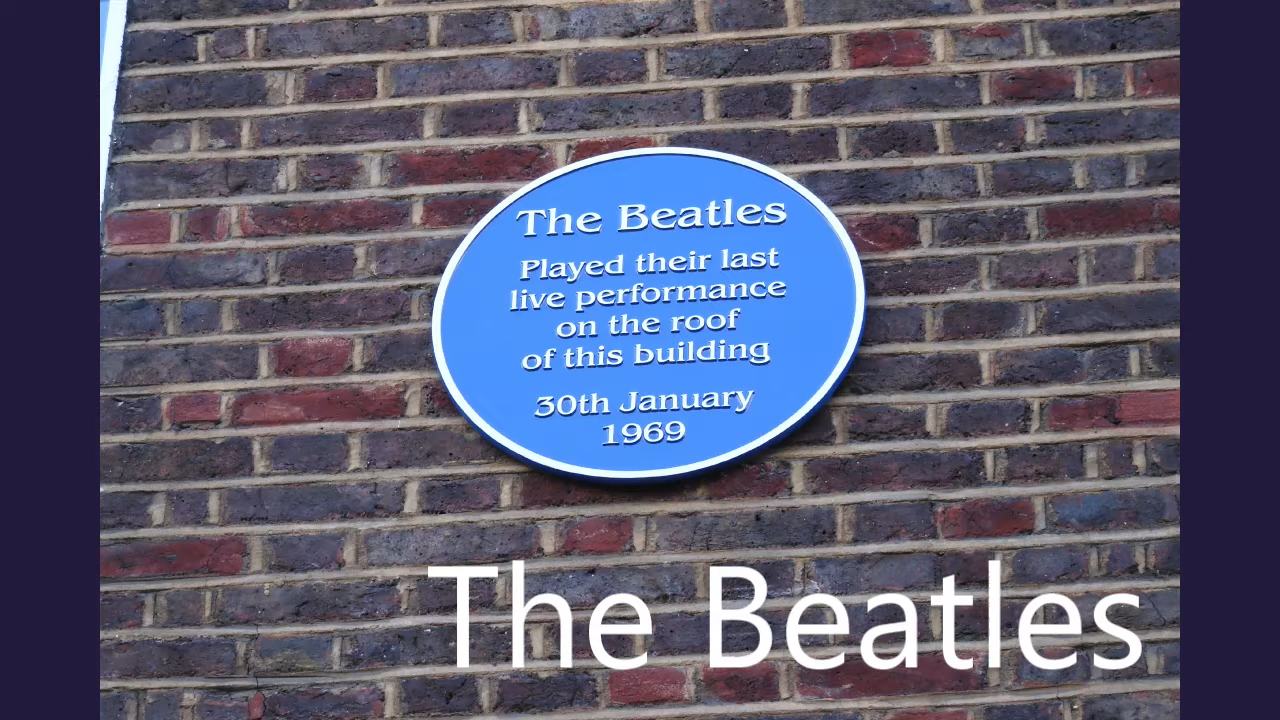 The Beatles
Played their last
live performance
on the roof
of this building
30th January
1969
The Beatles